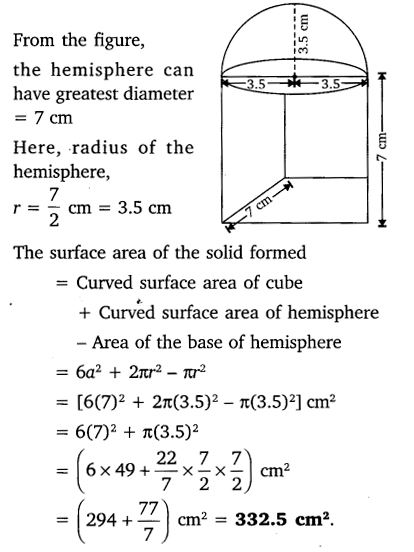 From the figure,
the hemisphere can
have greatest diameter
= 7 cm
Here, radius of the
hemisphere,
r = 7/2 cm = 3.5 cm
3.5 cm
3.5
3.5
7 cm
7 cm
The surface area of the solid formed
= Curved surface area of cube
+ Curved surface area of hemisphere
– Area of the base of hemisphere
= 6a² + 2πr² – πr²
= [6(7)² + 2π(3.5)² – π(3.5)²] cm²
= 6(7)² + π(3.5)²
= (6 × 49 + 22/7 × 7/2 × 7/2) cm²
= (294 + 77/7) cm² = 332.5 cm².